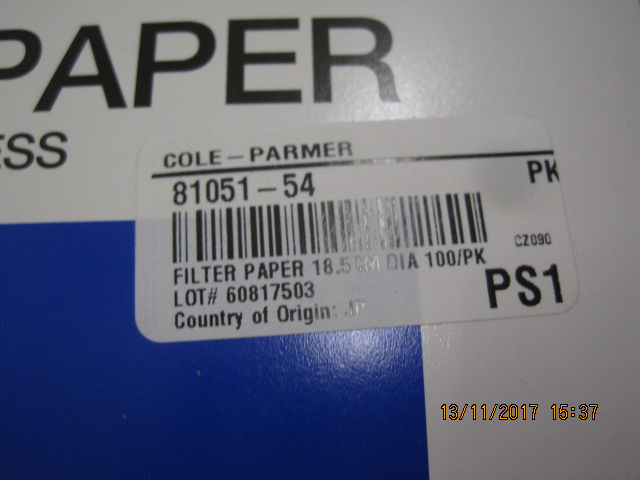 PAPER
ESS
COLE-PARMER
81051-54
PK
CZ090
FILTER PAPER 18.5CM DIA 100/PK
LOT# 60817503
PS1
Country of Origin: JP
13/11/2017 15:37